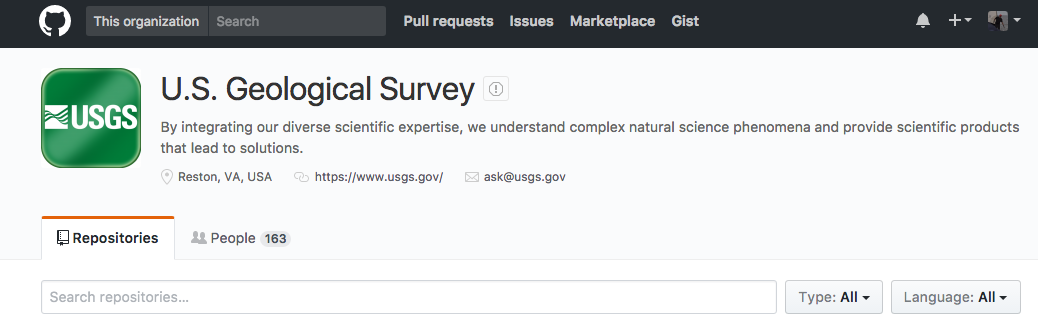 This organization Search Pull requests Issues Marketplace Gist
USGS
U.S. Geological Survey
By integrating our diverse scientific expertise, we understand complex natural science phenomena and provide scientific products
that lead to solutions.
Reston, VA, USA https://www.usgs.gov/ ask@usgs.gov
Repositories People 163
Search repositories... Type: All Language: All